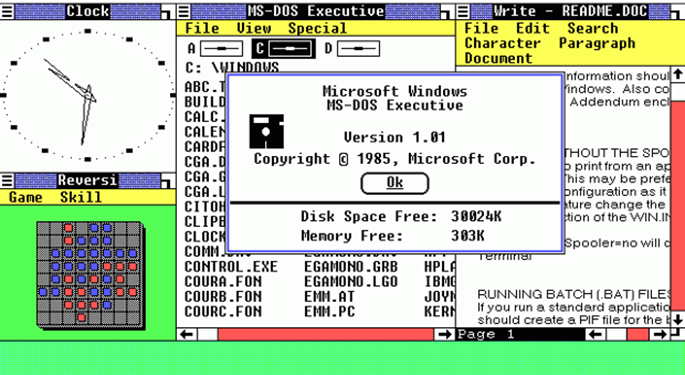 Clock
MS-DOS Executive
Write - README.DOC
File View Special
File Edit Search
Character Paragraph
Document
A C D
C: \WINDOWS
ABC.T
BUILD
CALC.
CALEN
CARDF
CGA.D
CGA.G
CGA.L
CITOH
CLIPB
CLOCK
CONTROL.EXE EGAMONO.GRB HPLA
COURA.FON EGAMONO.LGO IBMG
COURB.FON EMM.AT JOYM
COURC.FON EMM.PC KERN
Microsoft Windows
MS-DOS Executive
Version 1.01
Copyright © 1985, Microsoft Corp.
Ok
Disk Space Free: 30024K
Memory Free: 303K
nformation shoul
indows. Also co
Addendum encl
THOUT THE SPO
o print from an ap
This may be prefe
onfiguration as it
ature change the
ction of the WIN.IN
Spooler=no will c
Terminal
RUNNING BATCH (.BAT) FILES
If you run a standard applicatio
should create a PIF file for the b
Page 1
Reversi
Game Skill